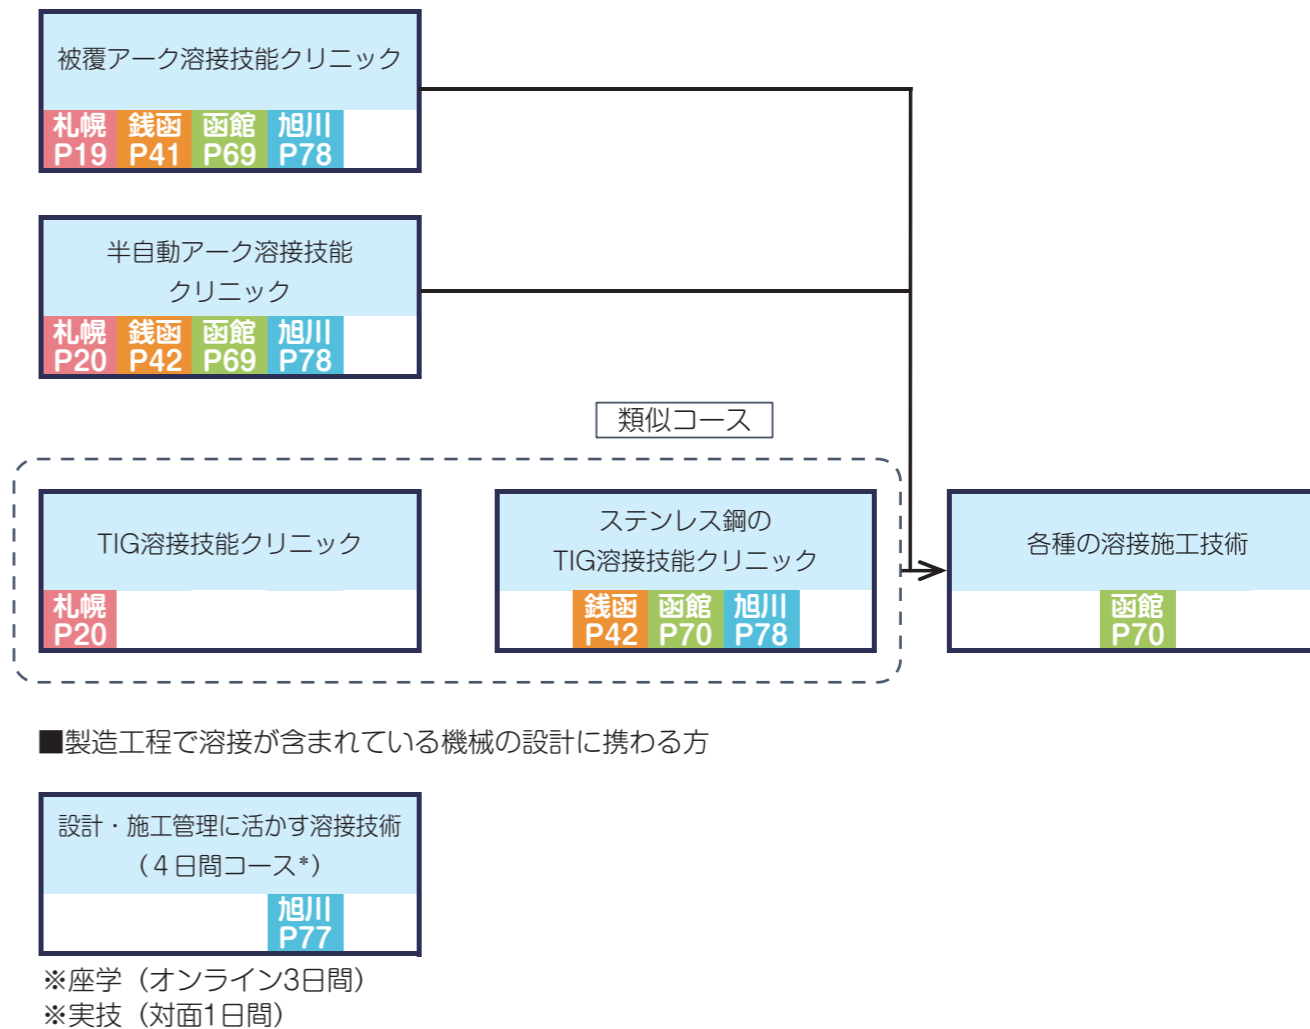 被覆アーク溶接技能クリニック
札幌 銭函 函館 旭川
P19 P41 P69 P78
半自動アーク溶接技能
クリニック
札幌 銭函 函館 旭川
P20 P42 P69 P78
類似コース
TIG溶接技能クリニック
札幌
P20
ステンレス鋼の
TIG溶接技能クリニック
銭函 函館 旭川
P42 P70 P78
各種の溶接施工技術
函館
P70
■製造工程で溶接が含まれている機械の設計に携わる方
設計・施工管理に活かす溶接技術
（４日間コース*）
旭川
P77
※座学（オンライン3日間）
※実技（対面1日間）